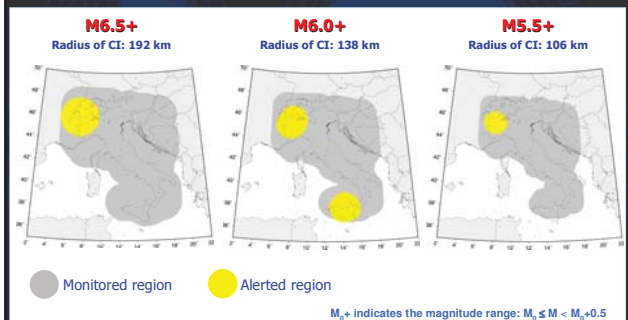 M6.5+ M6.0+ M5.5+
Radius of CI: 192 km Radius of CI: 138 km Radius of CI: 106 km
Monitored region Alerted region
M₀+ indicates the magnitude range: M₀ ≤ M < M₀+0.5